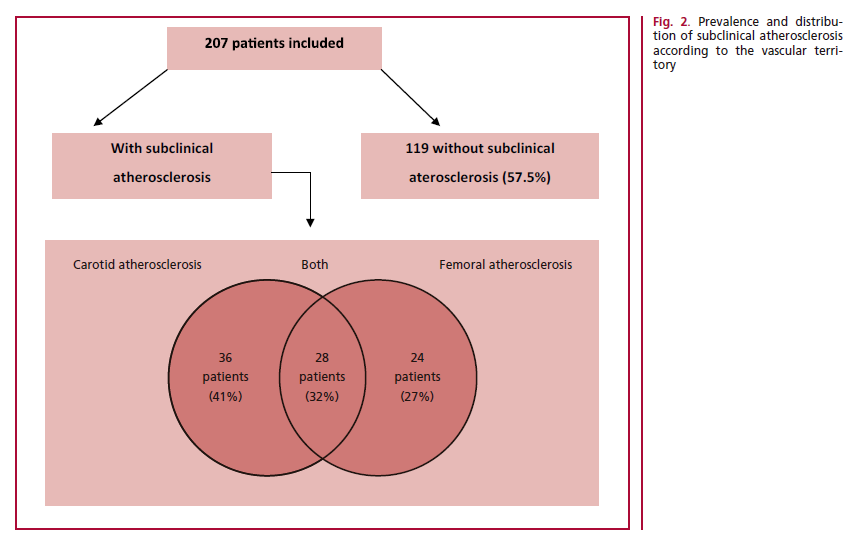 207 patients included
With subclinical
atherosclerosis
119 without subclinical
aterosclerosis (57.5%)
Carotid atherosclerosis
Both
Femoral atherosclerosis
36
patients
(41%)
28
patients
(32%)
24
patients
(27%)
Fig. 2. Prevalence and distribu-
tion of subclinical atherosclerosis
according to the vascular terri-
tory